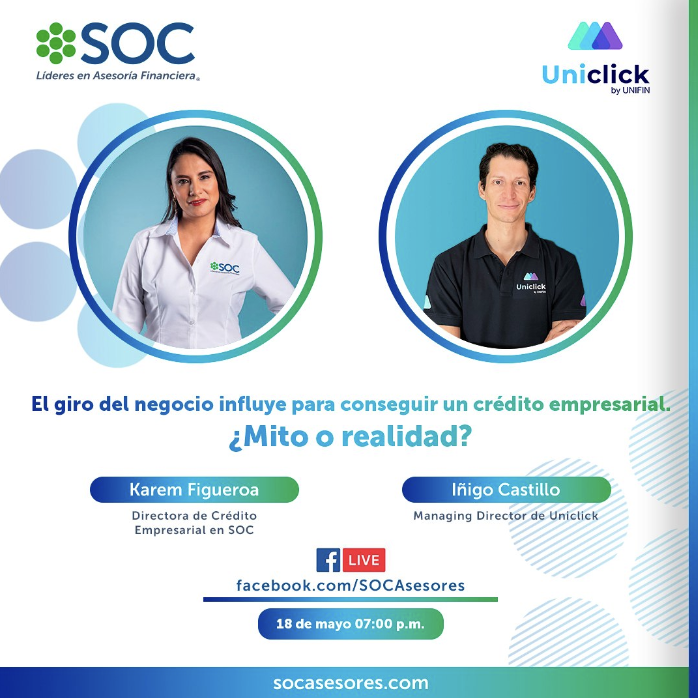 SOC
Líderes en Asesoría Financiera®
Uniclick
by UNIFIN
SOC
Uniclick
El giro del negocio influye para conseguir un crédito empresarial.
¿Mito o realidad?
Karem Figueroa
Directora de Crédito
Empresarial en SOC
Iñigo Castillo
Managing Director de Uniclick
f LIVE
facebook.com/SOCAsesores
18 de mayo 07:00 p.m.
socasesores.com